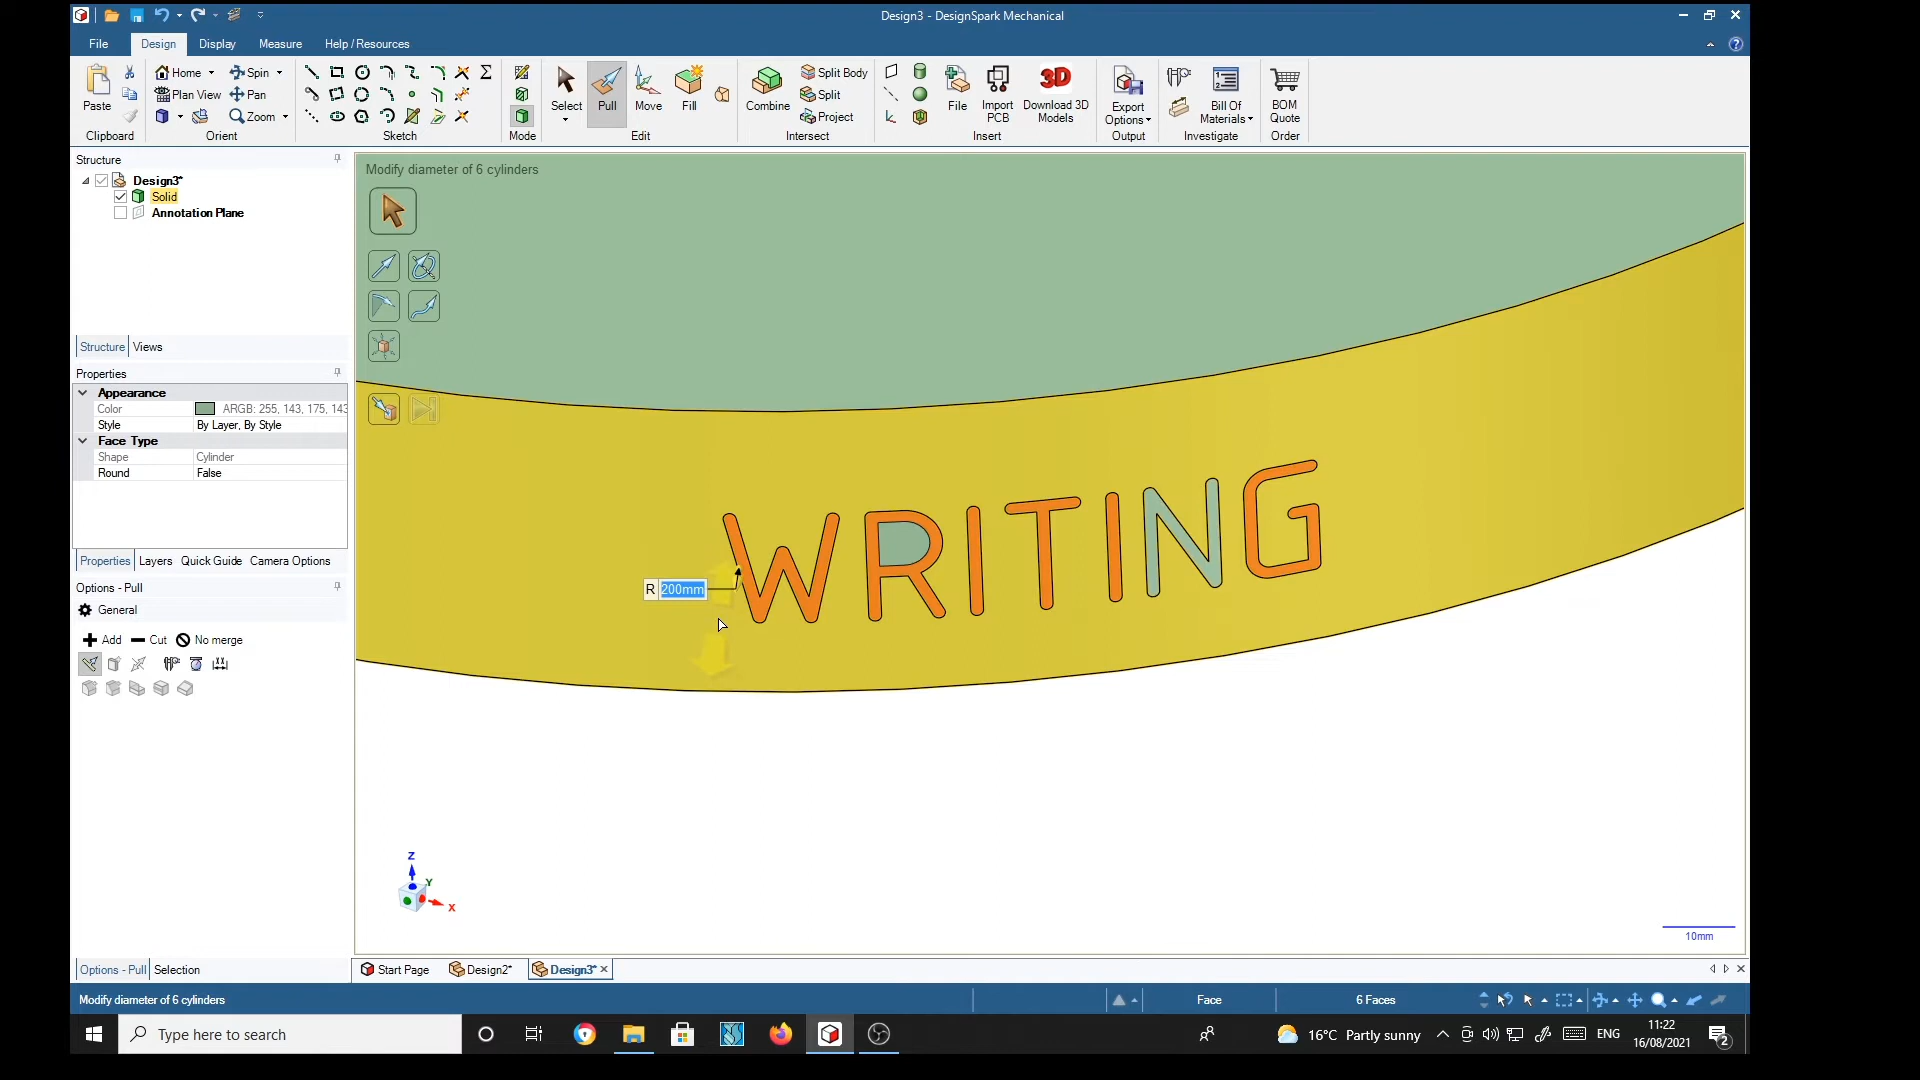 Design3 - DesignSpark Mechanical
File Design Display Measure Help / Resources
Paste
Home Spin
Plan View Pan
Zoom
Select Pull Move Fill
Combine
Split Body
Split
Project
File
Import PCB
Download 3D Models
Export Options
Bill Of Materials
BOM Quote
Clipboard Orient Sketch Mode Edit Intersect Insert Output Investigate Order
Structure
Design3*
Solid
Annotation Plane
Structure Views
Properties
Appearance
Color ARGB: 255, 143, 175, 143
Style By Layer, By Style
Face Type
Shape Cylinder
Round False
Properties Layers Quick Guide Camera Options
Options - Pull
General
Add Cut No merge
Options - Pull Selection
Modify diameter of 6 cylinders
WRITING
R 200mm
Z
Y
X
10mm
Start Page Design2* Design3*
Modify diameter of 6 cylinders Face 6 Faces
Type here to search
16°C Partly sunny
ENG
11:22
16/08/2021
2